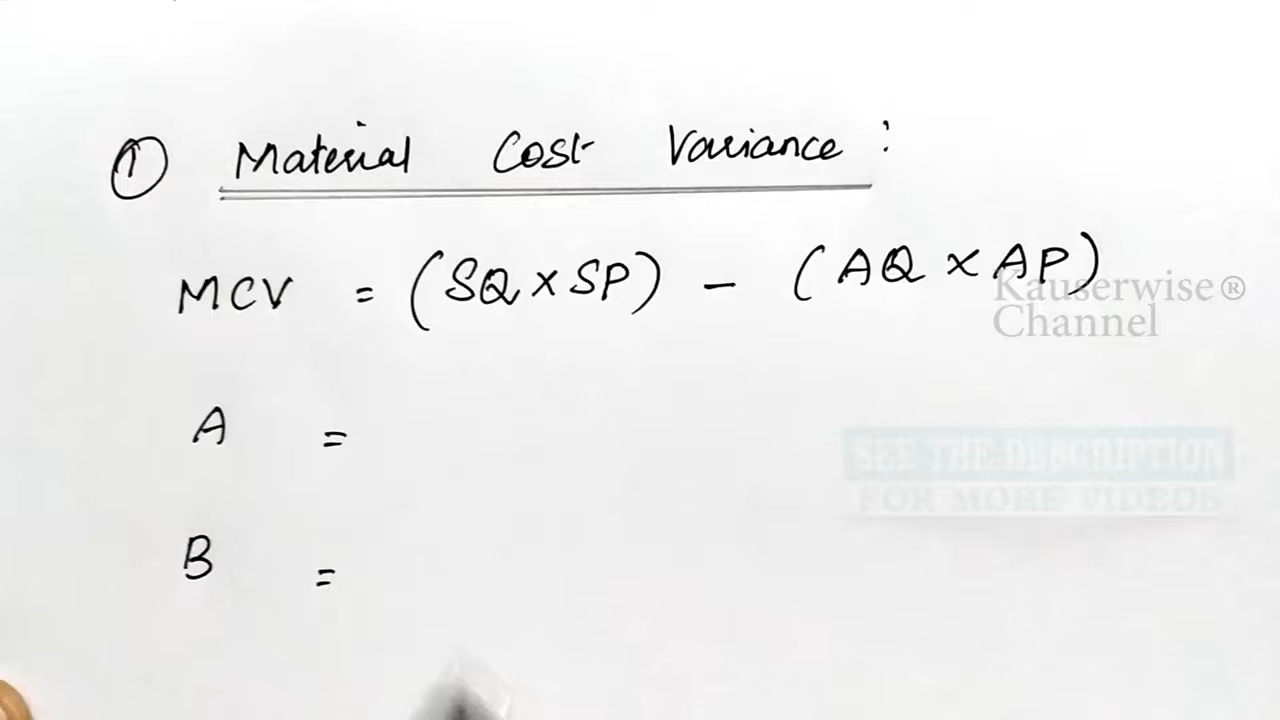 ① Material Cost Variance :
MCV = (SQ × SP) – (AQ × AP)
Kauserwise®
Channel
A =
SEE THE DESCRIPTION
FOR MORE VIDEOS
B =